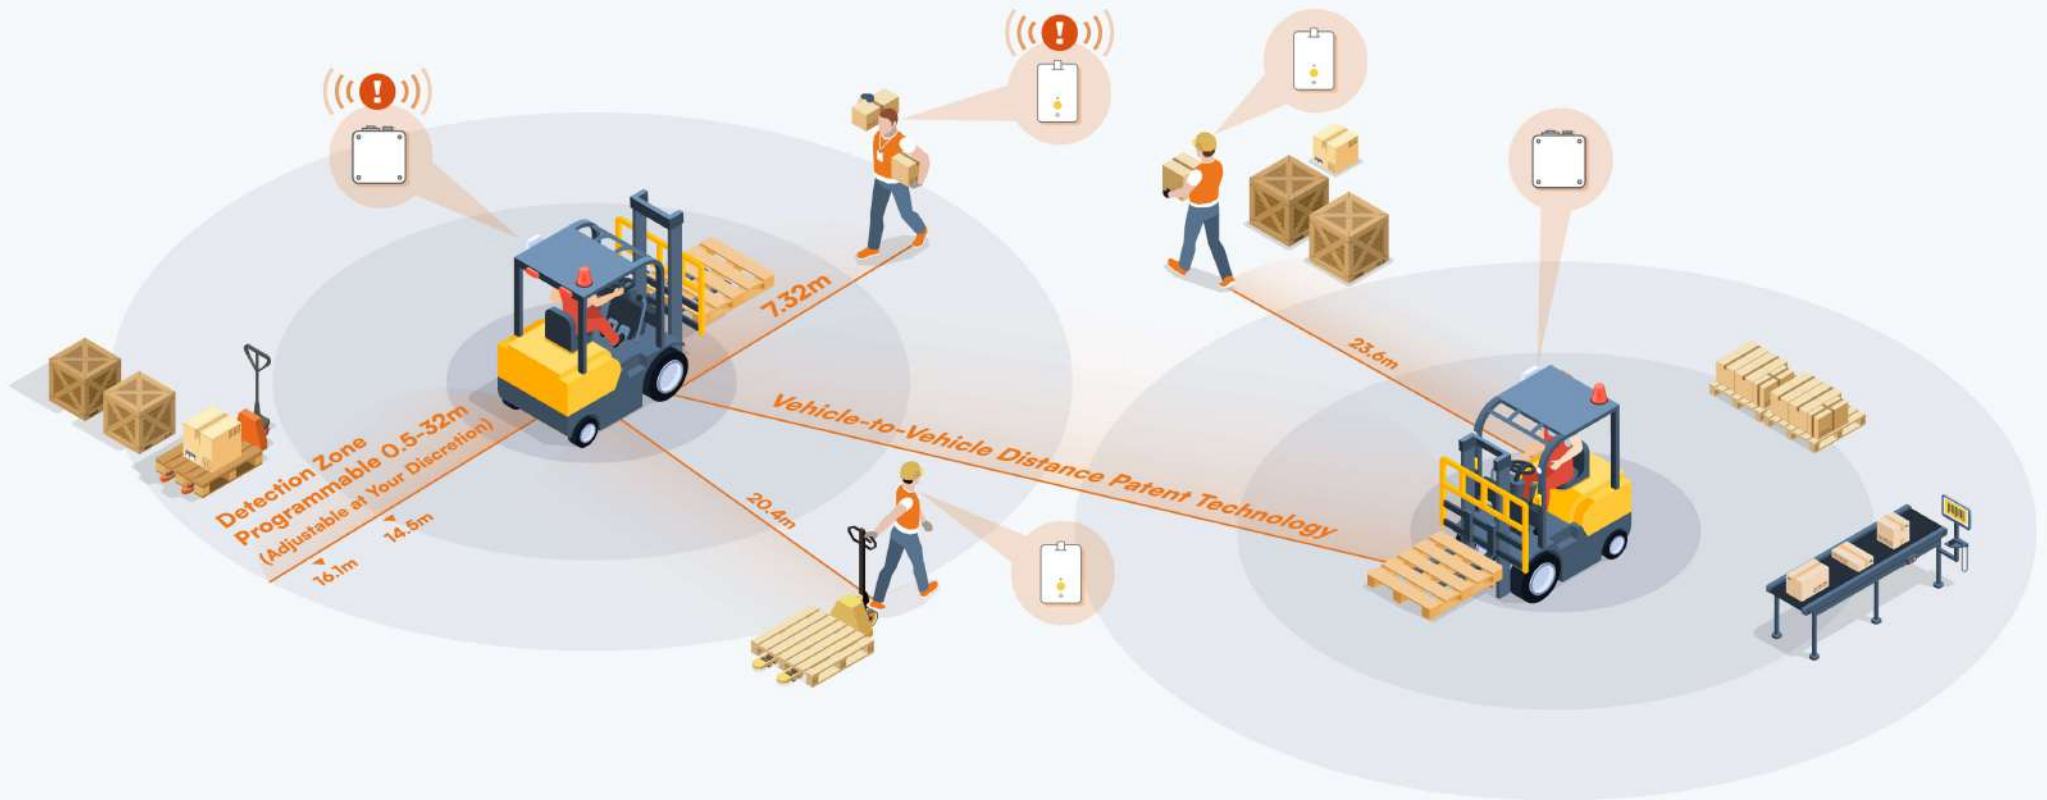 !
!
7.32m
23.6m
Vehicle-to-Vehicle Distance Patent Technology
Detection Zone
Programmable 0.5-32m
(Adjustable at Your Discretion)
14.5m
16.1m
20.4m